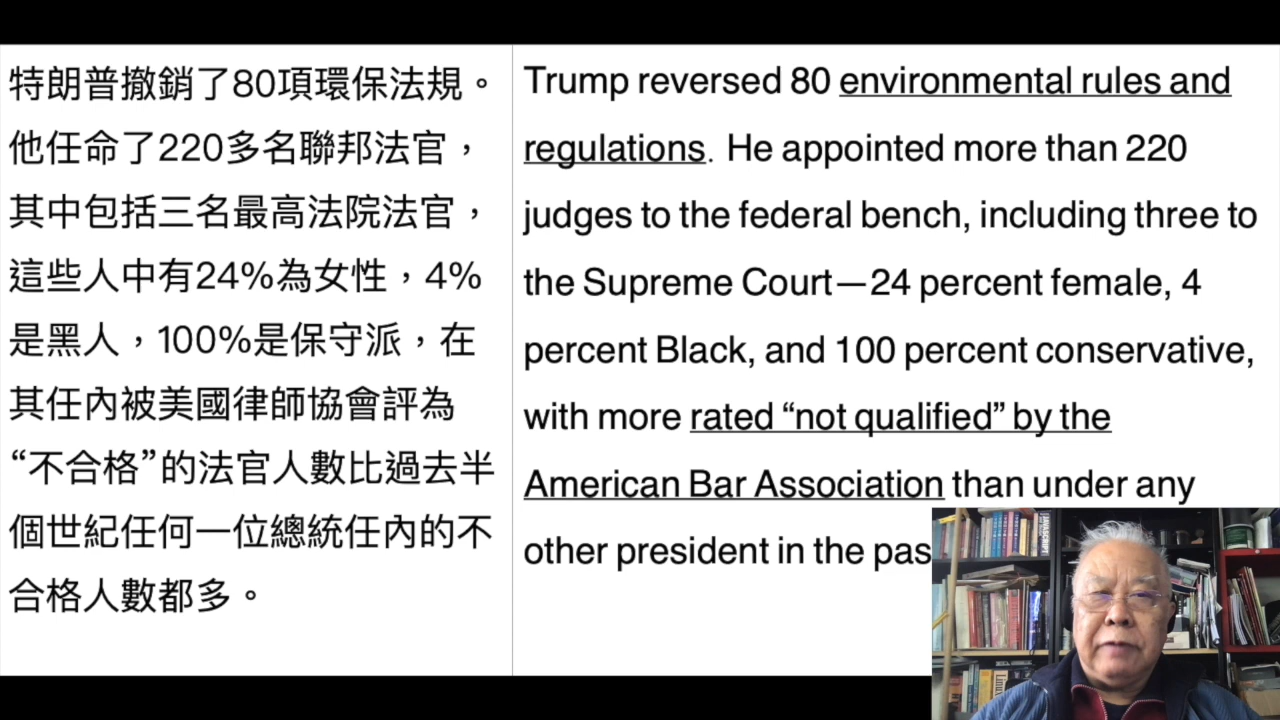 特朗普撤銷了80項環保法規。
他任命了220多名聯邦法官，
其中包括三名最高法院法官，
這些人中有24%為女性，4%
是黑人，100%是保守派，在
其任內被美國律師協會評為
“不合格”的法官人數比過去半
個世紀任何一位總統任內的不
合格人數都多。
Trump reversed 80 environmental rules and
regulations. He appointed more than 220
judges to the federal bench, including three to
the Supreme Court—24 percent female, 4
percent Black, and 100 percent conservative,
with more rated “not qualified” by the
American Bar Association than under any
other president in the pas
JAVASCRIPT